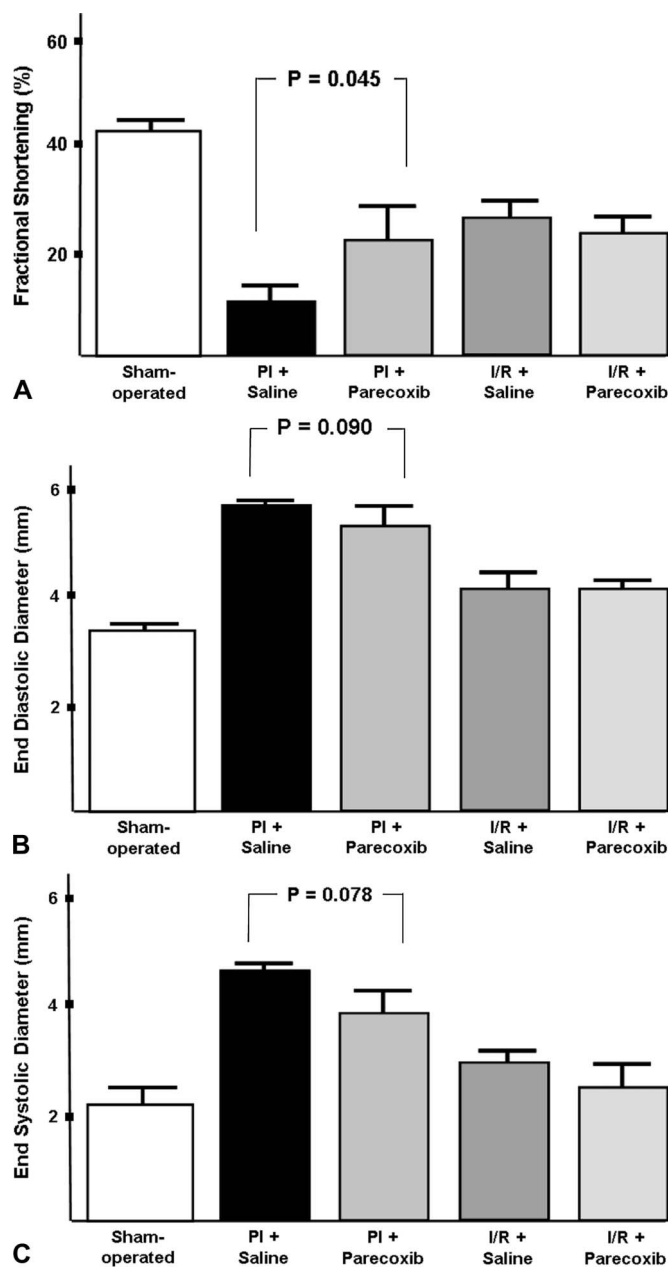 60
40
20
Fractional Shortening (%)
P = 0.045
Sham-
operated
PI +
Saline
PI +
Parecoxib
I/R +
Saline
I/R +
Parecoxib
A
6
4
2
End Diastolic Diameter (mm)
P = 0.090
Sham-
operated
PI +
Saline
PI +
Parecoxib
I/R +
Saline
I/R +
Parecoxib
B
6
4
2
End Systolic Diameter (mm)
P = 0.078
Sham-
operated
PI +
Saline
PI +
Parecoxib
I/R +
Saline
I/R +
Parecoxib
C